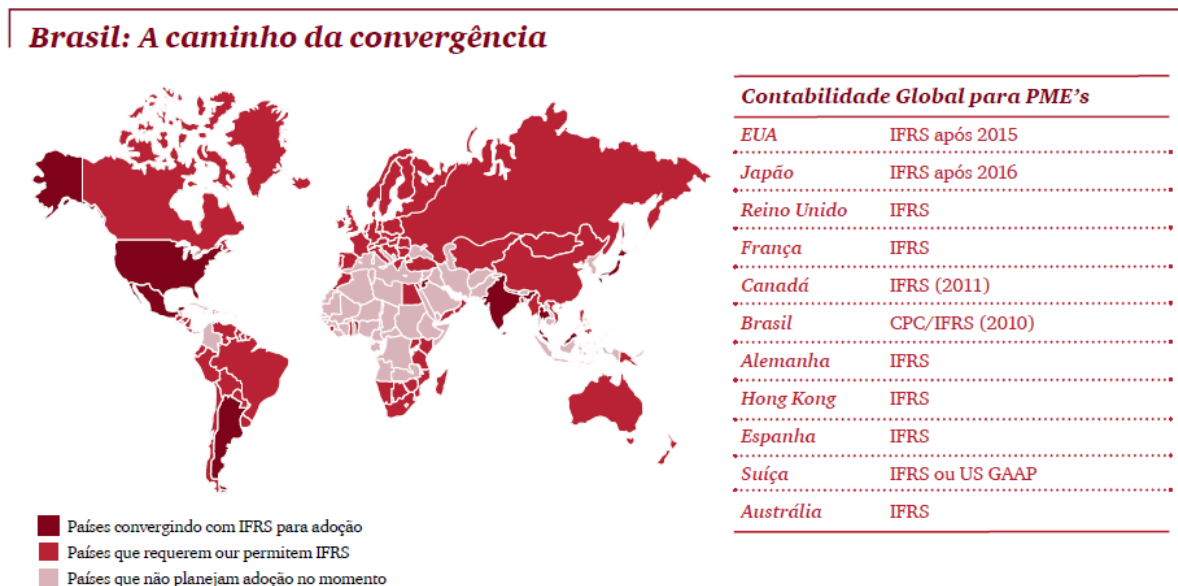 Brasil: A caminho da convergência
Contabilidade Global para PME's
EUA IFRS após 2015
Japão IFRS após 2016
Reino Unido IFRS
França IFRS
Canadá IFRS (2011)
Brasil CPC/IFRS (2010)
Alemanha IFRS
Hong Kong IFRS
Espanha IFRS
Suíça IFRS ou US GAAP
Austrália IFRS
Países convergindo com IFRS para adoção
Países que requerem our permitem IFRS
Países que não planejam adoção no momento